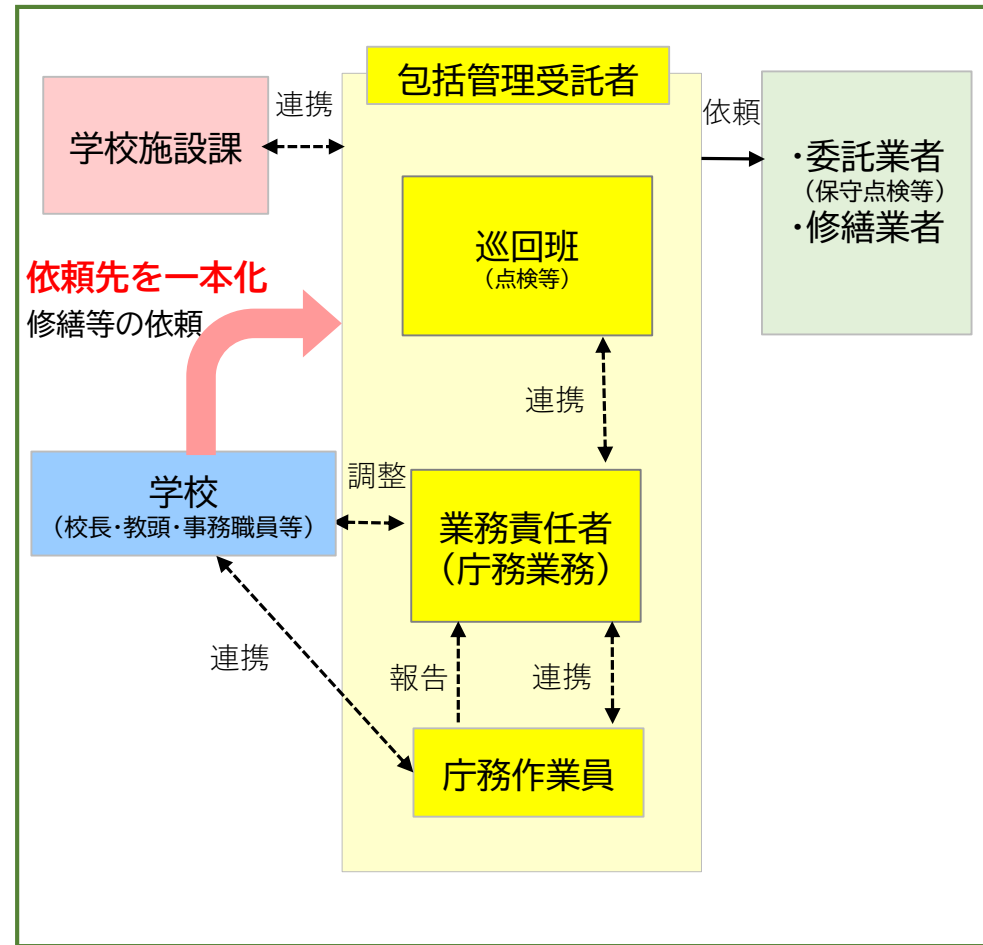 包括管理受託者
連携
学校施設課
依頼
・委託業者
（保守点検等）
・修繕業者
巡回班
（点検等）
依頼先を一本化
修繕等の依頼
連携
学校
（校長・教頭・事務職員等）
調整
業務責任者
（庁務業務）
連携
報告
連携
庁務作業員